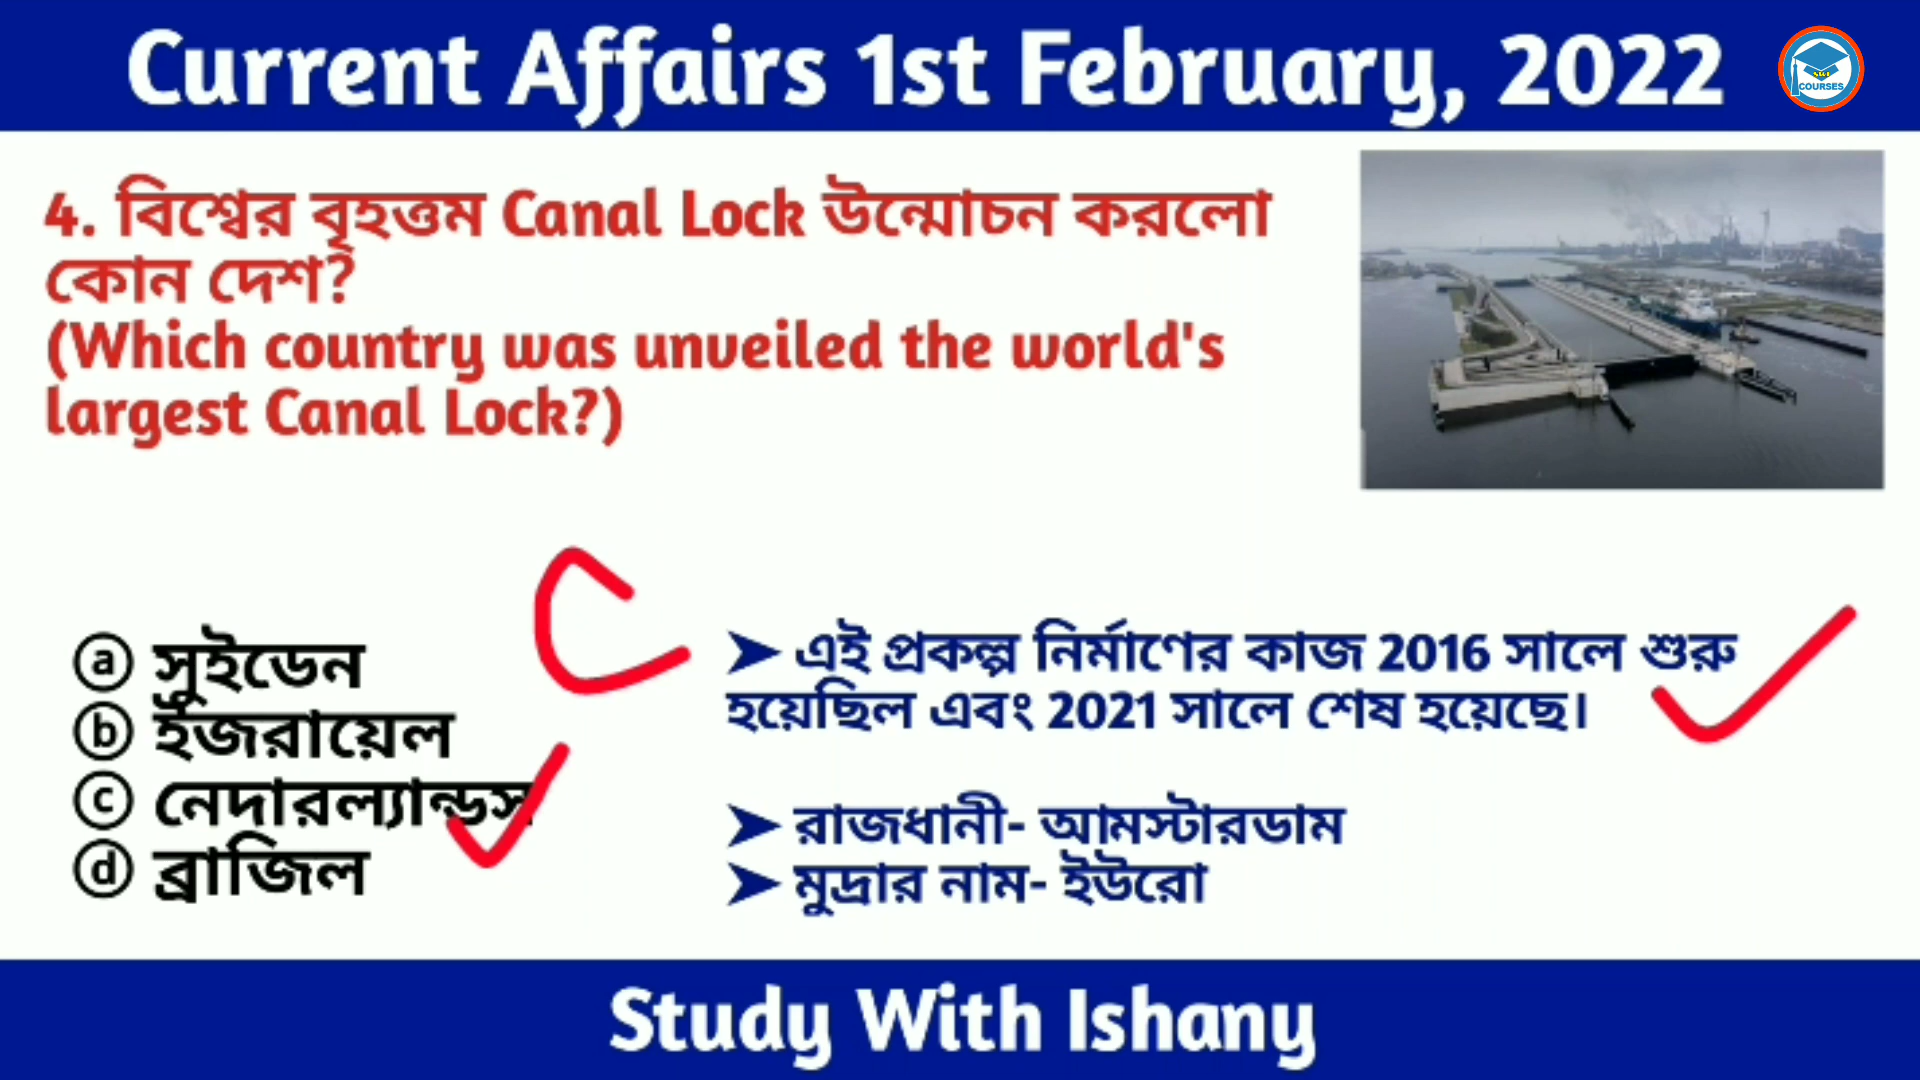 Current Affairs 1st February, 2022
SWI
COURSES
4. বিশ্বের বৃহত্তম Canal Lock উন্মোচন করলো
কোন দেশ?
(Which country was unveiled the world's
largest Canal Lock?)
C
ⓐ সুইডেন
ⓑ ইজরায়েল
ⓒ নেদারল্যান্ডস
ⓓ ব্রাজিল
➤ এই প্রকল্প নির্মাণের কাজ 2016 সালে শুরু
হয়েছিল এবং 2021 সালে শেষ হয়েছে।
➤ রাজধানী- আমস্টারডাম
➤ মুদ্রার নাম- ইউরো
Study With Ishany